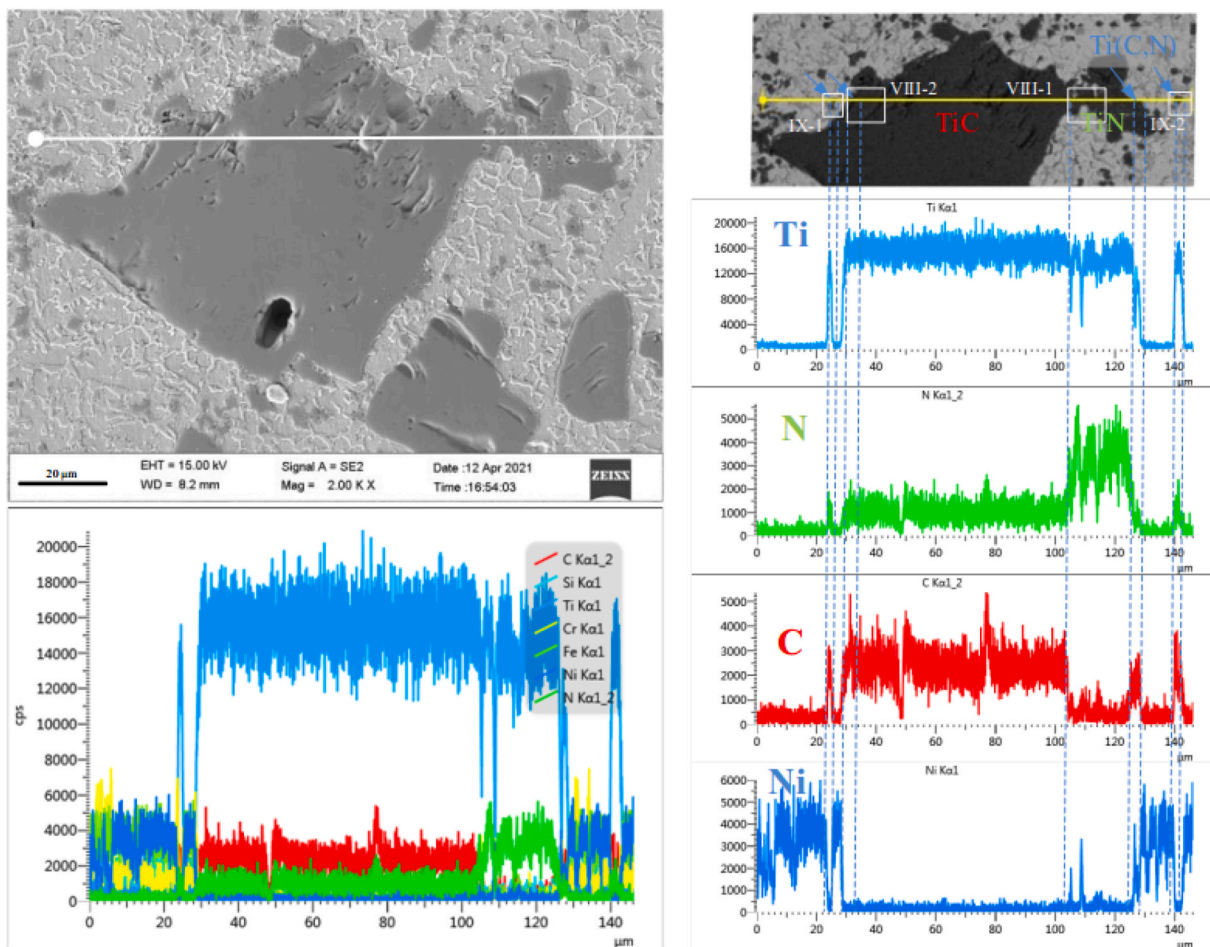 20 μm
EHT = 15.00 kV
WD = 8.2 mm
Signal A = SE2
Mag = 2.00 K X
Date :12 Apr 2021
Time :16:54:03
ZEISS
20000
18000
16000
14000
12000
10000
8000
6000
4000
2000
0
cps
C Kα1_2
Si Kα1
Ti Kα1
Cr Kα1
Fe Kα1
Ni Kα1
N Kα1_2
0 20 40 60 80 100 120 140
μm
Ti(C,N)
VIII-2
VIII-1
IX-1
TiC
TiN
IX-2
Ti Kα1
Ti
20000
16000
12000
8000
4000
0
0 20 40 60 80 100 120 140
μm
N Kα1_2
N
5000
4000
3000
2000
1000
0
0 20 40 60 80 100 120 140
μm
C Kα1_2
C
5000
4000
3000
2000
1000
0
0 20 40 60 80 100 120 140
μm
Ni Kα1
Ni
6000
5000
4000
3000
2000
1000
0
0 20 40 60 80 100 120 140
μm